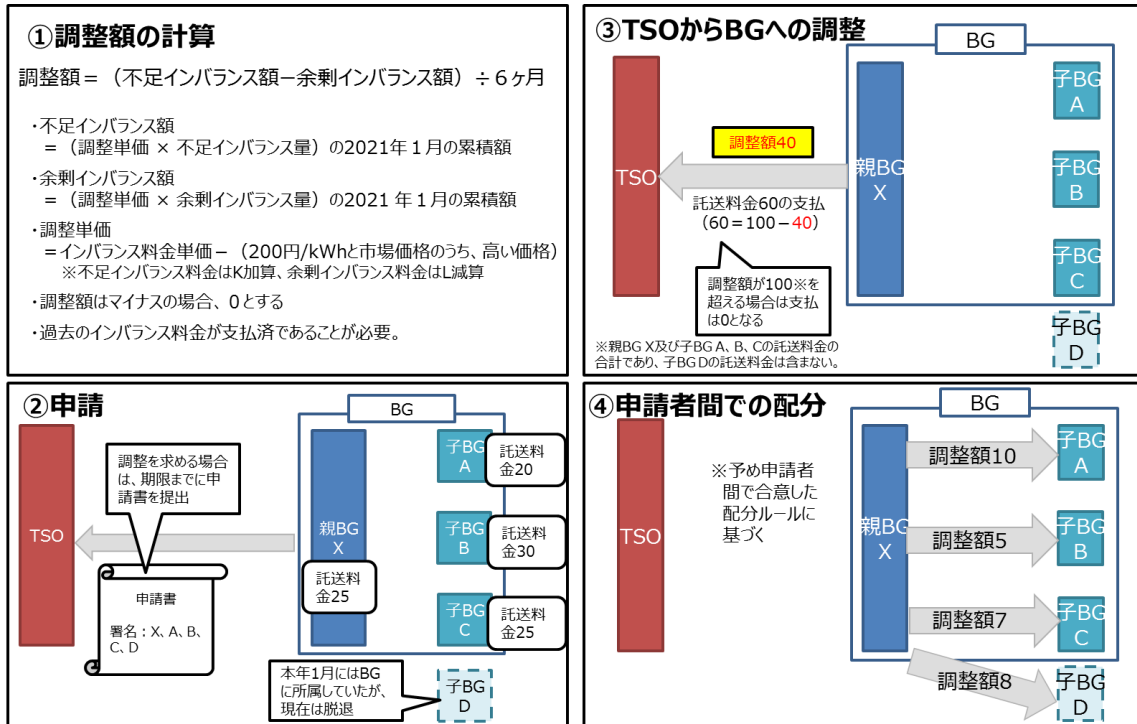 ①調整額の計算
調整額＝（不足インバランス額－余剰インバランス額）÷６ヶ月
・不足インバランス額
＝（調整単価 × 不足インバランス量）の2021年１月の累積額
・余剰インバランス額
＝（調整単価 × 余剰インバランス量）の2021 年１月の累積額
・調整単価
＝インバランス料金単価－（200円/kWhと市場価格のうち、高い価格）
※不足インバランス料金はK加算、余剰インバランス料金はL減算
・調整額はマイナスの場合、０とする
・過去のインバランス料金が支払済であることが必要。
②申請
BG
TSO
調整を求める場合
は、期限までに申
請書を提出
申請書
署名：X、A、B、
C、D
親BG
X
託送料
金25
子BG
A
託送料
金20
子BG
B
託送料
金30
子BG
C
託送料
金25
本年1月にはBG
に所属していたが、
現在は脱退
子BG
D
③TSOからBGへの調整
BG
TSO
調整額40
託送料金60の支払
（60＝100－40）
調整額が100※を
超える場合は支払
は0となる
親BG
X
子BG
A
子BG
B
子BG
C
子BG
D
※親BG X及び子BG A、B、Cの託送料金の
合計であり、子BG Dの託送料金は含まない。
④申請者間での配分
BG
TSO
※予め申請者
間で合意した
配分ルールに
基づく
親BG
X
調整額10
子BG
A
調整額5
子BG
B
調整額7
子BG
C
調整額8
子BG
D